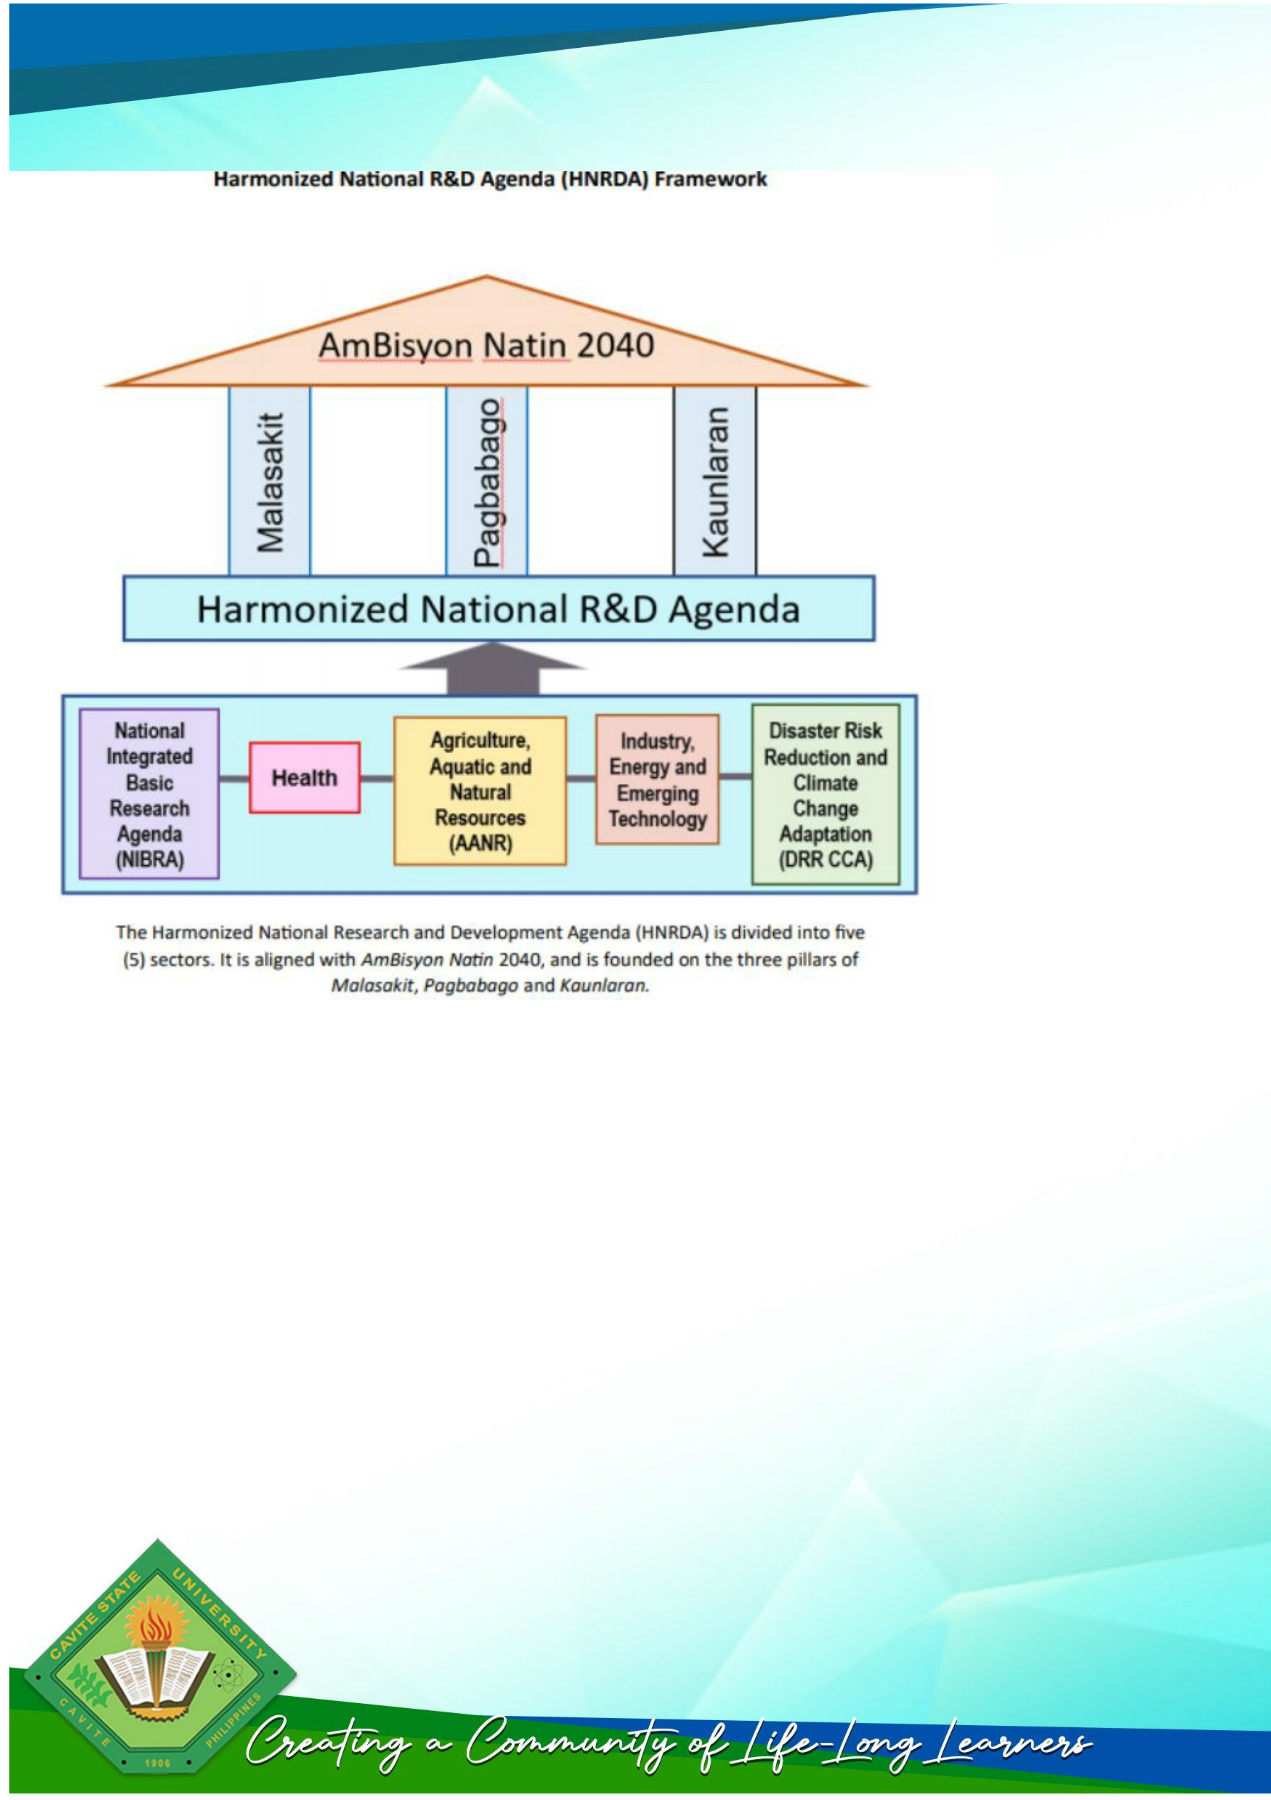 Harmonized National R&D Agenda (HNRDA) Framework
AmBisyon Natin 2040
Malasakit
Pagbabago
Kaunlaran
Harmonized National R&D Agenda
National
Integrated
Basic
Research
Agenda
(NIBRA)
Health
Agriculture,
Aquatic and
Natural
Resources
(AANR)
Industry,
Energy and
Emerging
Technology
Disaster Risk
Reduction and
Climate
Change
Adaptation
(DRR CCA)
The Harmonized National Research and Development Agenda (HNRDA) is divided into five
(5) sectors. It is aligned with AmBisyon Natin 2040, and is founded on the three pillars of
Malasakit, Pagbabago and Kaunlaran.
CAVITE STATE UNIVERSITY
CAVITE
1906
PHILIPPINES
Creating a Community of Life-Long Learners